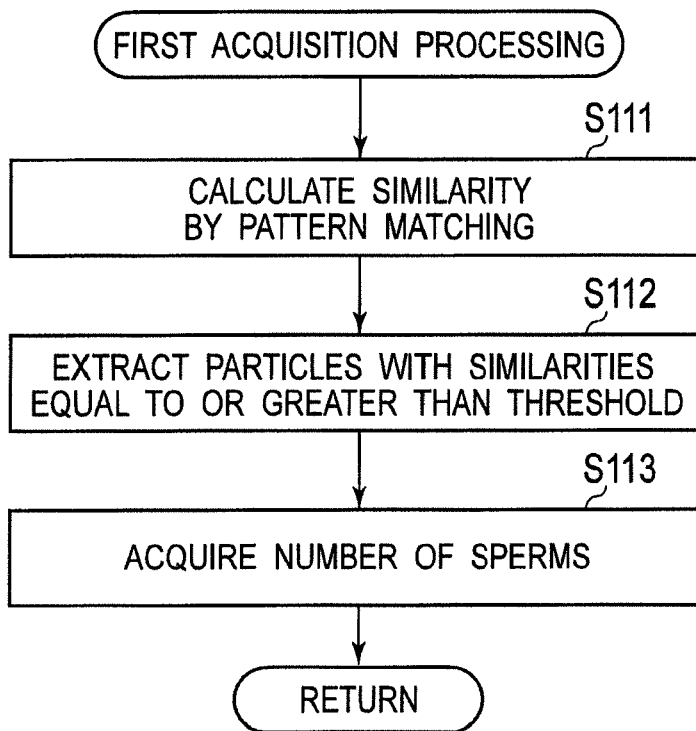 FIRST ACQUISITION PROCESSING
S111
CALCULATE SIMILARITY
BY PATTERN MATCHING
S112
EXTRACT PARTICLES WITH SIMILARITIES
EQUAL TO OR GREATER THAN THRESHOLD
S113
ACQUIRE NUMBER OF SPERMS
RETURN